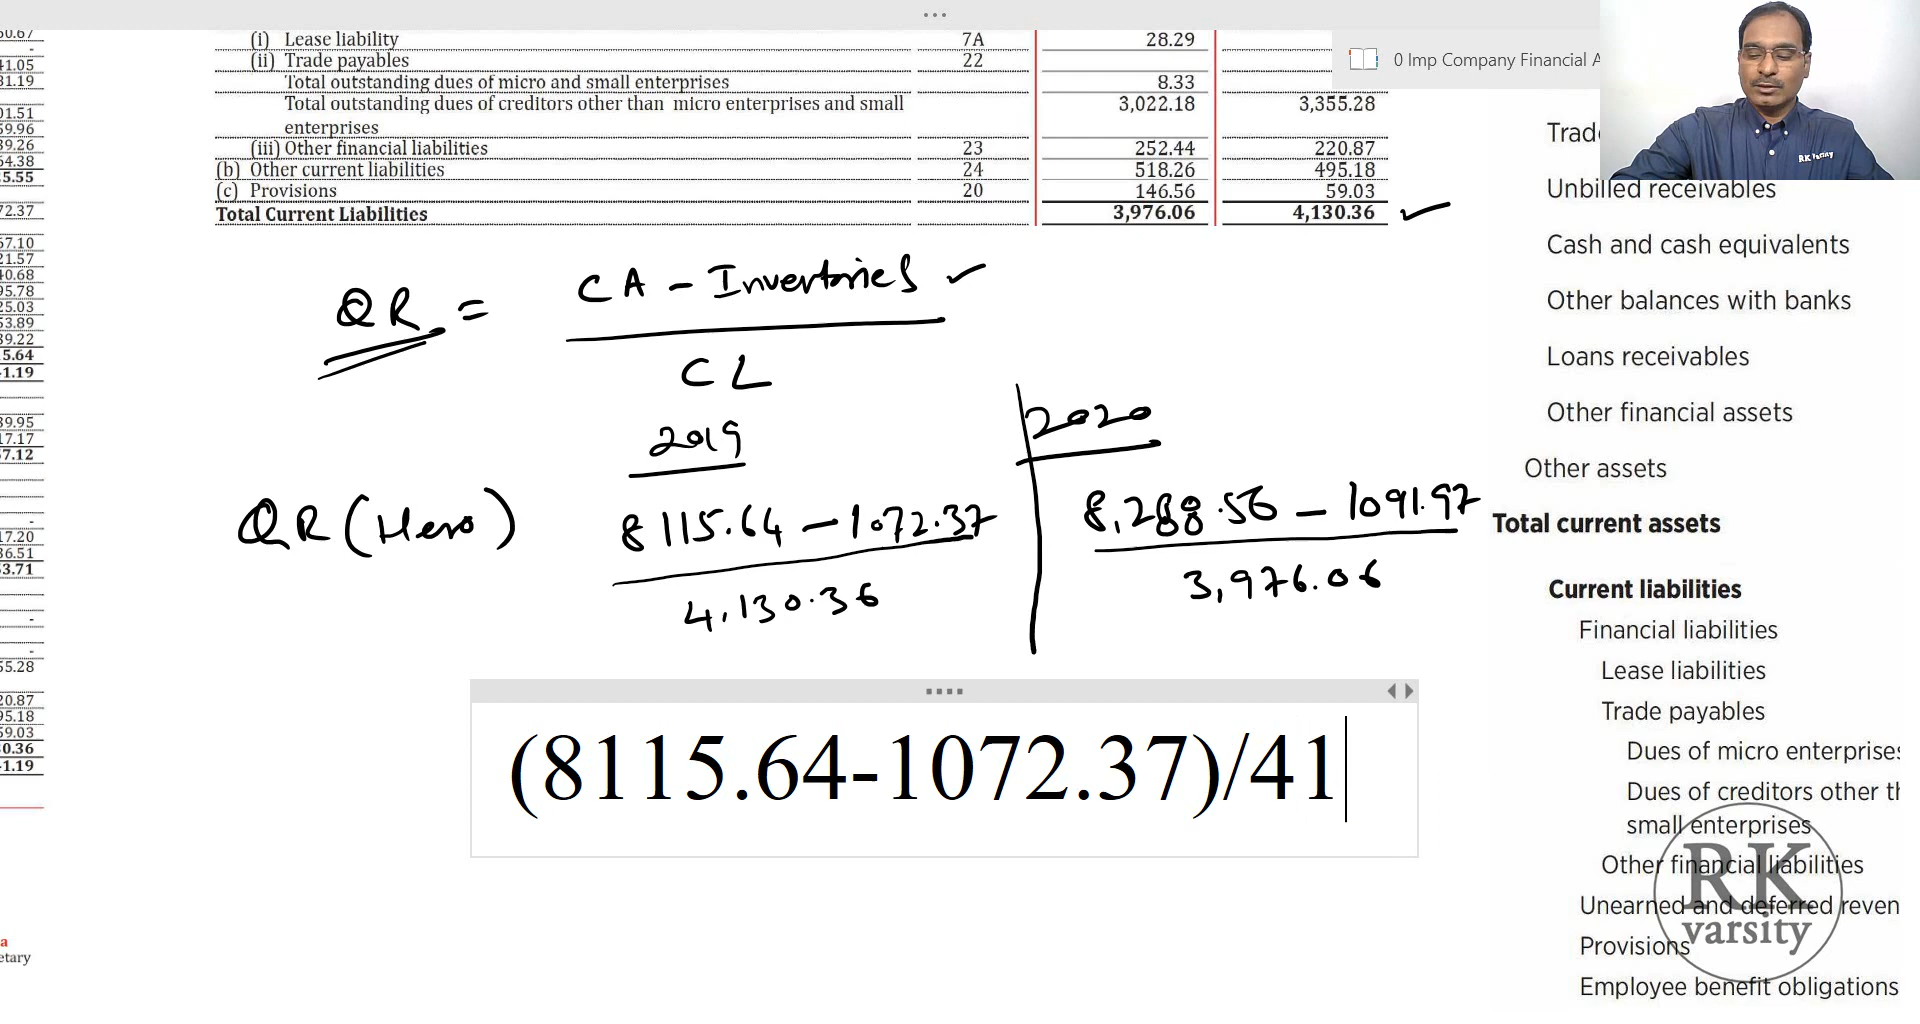 (i) Lease liability 7A 28.29
(ii) Trade payables 22
Total outstanding dues of micro and small enterprises 8.33
Total outstanding dues of creditors other than micro enterprises and small 3,022.18 3,355.28
enterprises
(iii) Other financial liabilities 23 252.44 220.87
(b) Other current liabilities 24 518.26 495.18
(c) Provisions 20 146.56 59.03
Total Current Liabilities 3,976.06 4,130.36
QR = CA - Inventories
CL
2019 2020
QR (Hero) 8115.64 - 1072.37 8,288.56 - 1091.97
4,130.36 3,976.06
(8115.64-1072.37)/41
0 Imp Company Financial A
RK Varsity
Unbilled receivables
Cash and cash equivalents
Other balances with banks
Loans receivables
Other financial assets
Other assets
Total current assets
Current liabilities
Financial liabilities
Lease liabilities
Trade payables
Dues of micro enterprises
Dues of creditors other th
small enterprises
Other financial liabilities
Unearned and deferred reven
Provisions
Employee benefit obligations
RK
varsity